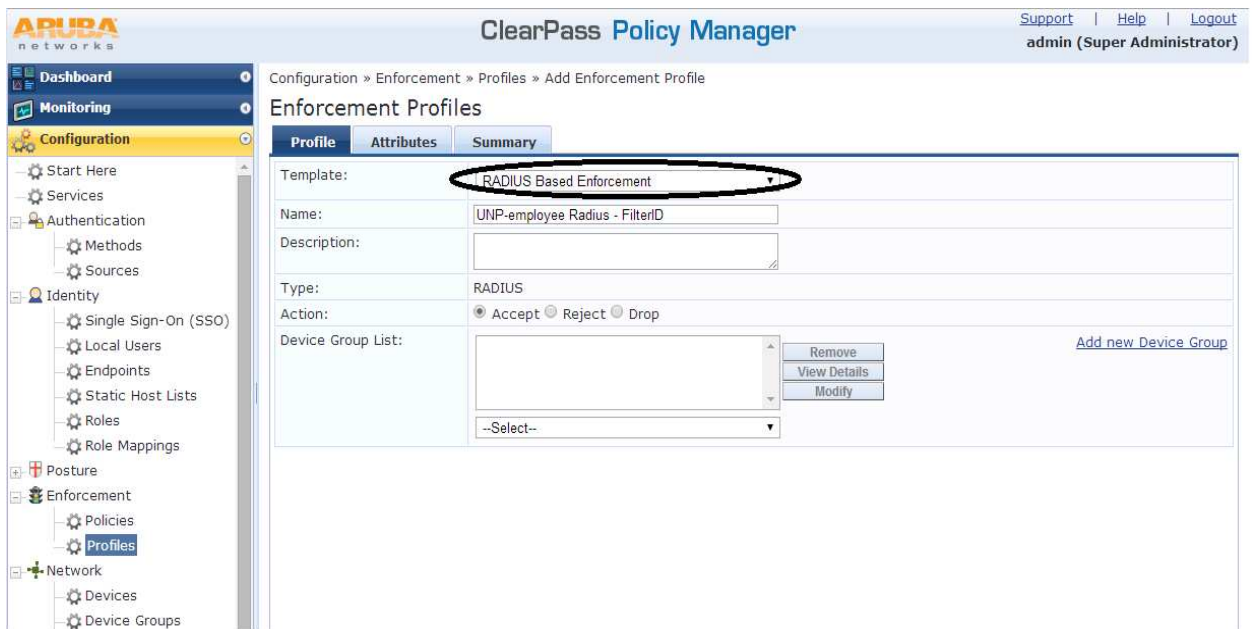 ARUBA
networks
ClearPass Policy Manager
Support | Help | Logout
admin (Super Administrator)
Dashboard
Monitoring
Configuration
Start Here
Services
Authentication
Methods
Sources
Identity
Single Sign-On (SSO)
Local Users
Endpoints
Static Host Lists
Roles
Role Mappings
Posture
Enforcement
Policies
Profiles
Network
Devices
Device Groups
Configuration » Enforcement » Profiles » Add Enforcement Profile
Enforcement Profiles
Profile Attributes Summary
Template: RADIUS Based Enforcement
Name: UNP-employee Radius - FilterID
Description:
Type: RADIUS
Action: Accept Reject Drop
Device Group List:
Remove
View Details
Modify
Add new Device Group
--Select--